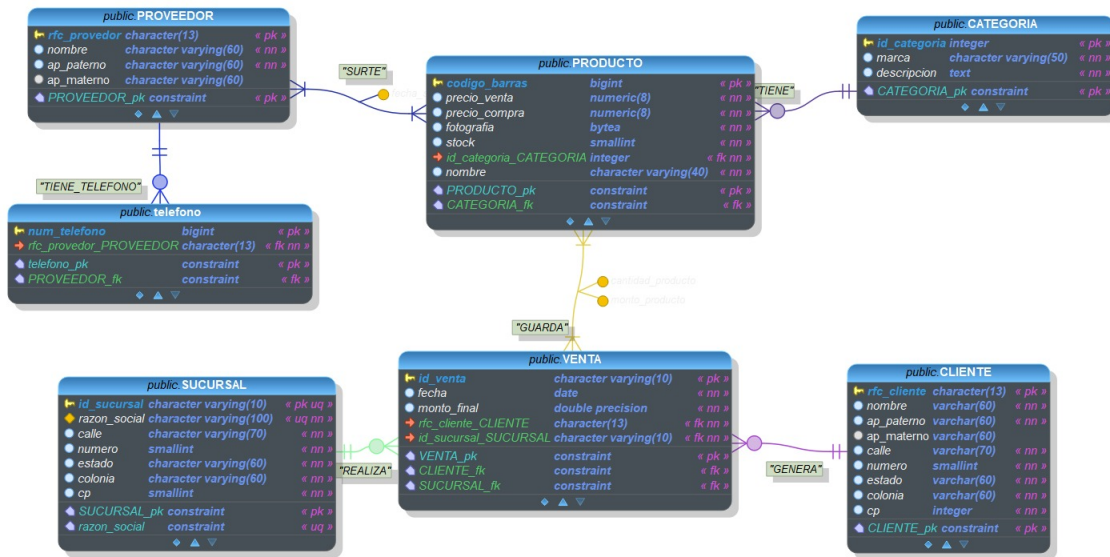 public.PROVEEDOR
rfc_provedor character(13) « pk »
nombre character varying(60) « nn »
ap_paterno character varying(60) « nn »
ap_materno character varying(60)
PROVEEDOR_pk constraint « pk »
"SURTE"
public.PRODUCTO
codigo_barras bigint « pk »
precio_venta numeric(8) « nn »
precio_compra numeric(8) « nn »
fotografia bytea « nn »
stock smallint « nn »
id_categoria_CATEGORIA integer « fk nn »
nombre character varying(40) « nn »
PRODUCTO_pk constraint « pk »
CATEGORIA_fk constraint « fk »
"TIENE"
public.CATEGORIA
id_categoria integer « pk »
marca character varying(50) « nn »
descripcion text « nn »
CATEGORIA_pk constraint « pk »
"TIENE_TELEFONO"
public.telefono
num_telefono bigint « pk »
rfc_provedor_PROVEEDOR character(13) « fk nn »
telefono_pk constraint « pk »
PROVEEDOR_fk constraint « fk »
cantidad_producto
monto_producto
"GUARDA"
public.SUCURSAL
id_sucursal character varying(10) « pk uq »
razon_social character varying(100) « uq nn »
calle character varying(70) « nn »
numero smallint « nn »
estado character varying(60) « nn »
colonia character varying(60) « nn »
cp smallint « nn »
SUCURSAL_pk constraint « pk »
razon_social constraint « uq »
"REALIZA"
public.VENTA
id_venta character varying(10) « pk »
fecha date « nn »
monto_final double precision « nn »
rfc_cliente_CLIENTE character(13) « fk nn »
id_sucursal_SUCURSAL character varying(10) « fk nn »
VENTA_pk constraint « pk »
CLIENTE_fk constraint « fk »
SUCURSAL_fk constraint « fk »
"GENERA"
public.CLIENTE
rfc_cliente character(13) « pk »
nombre varchar(60) « nn »
ap_paterno varchar(60) « nn »
ap_materno varchar(60)
calle varchar(70) « nn »
numero smallint « nn »
estado varchar(60) « nn »
colonia varchar(60) « nn »
cp integer « nn »
CLIENTE_pk constraint « pk »